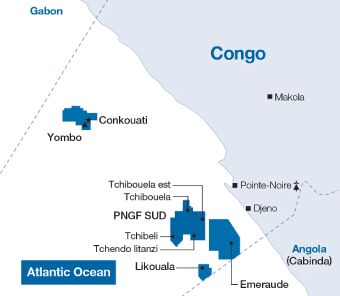 Gabon
Congo
Makola
Conkouati
Yombo
Tchibouela est
Tchibouela
PNGF SUD
Tchibeli
Tchendo litanzi
Likouala
Emeraude
Pointe-Noire
Djeno
Angola
(Cabinda)
Atlantic Ocean